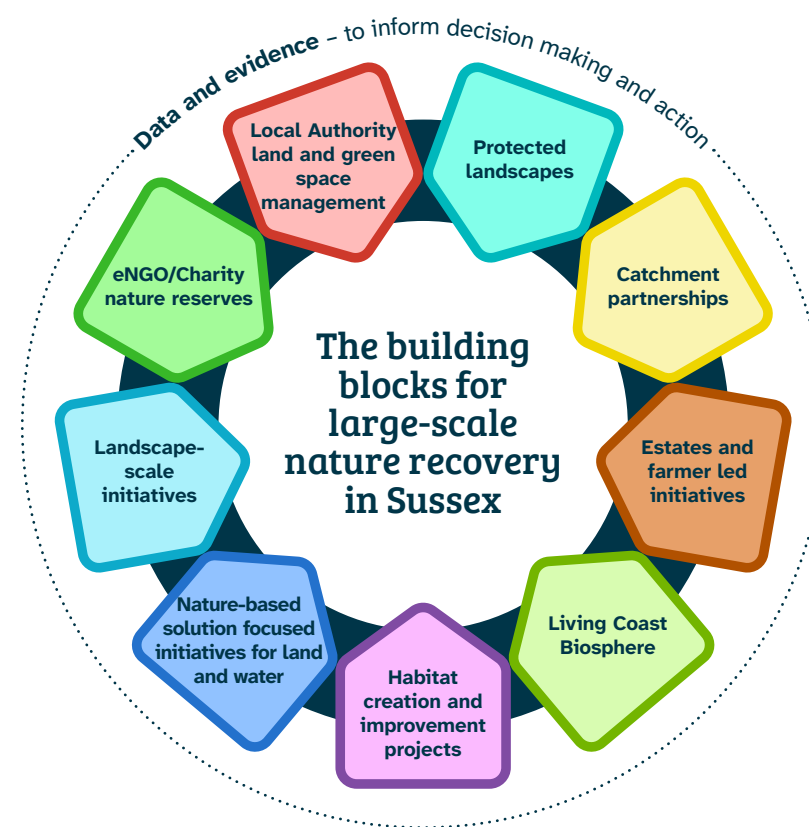 Data and evidence – to inform decision making and action
Local Authority
land and green
space
management
Protected
landscapes
Catchment
partnerships
Estates and
farmer led
initiatives
Living Coast
Biosphere
Habitat
creation and
improvement
projects
Nature-based
solution focused
initiatives for land
and water
Landscape-
scale
initiatives
eNGO/Charity
nature reserves
The building
blocks for
large-scale
nature recovery
in Sussex